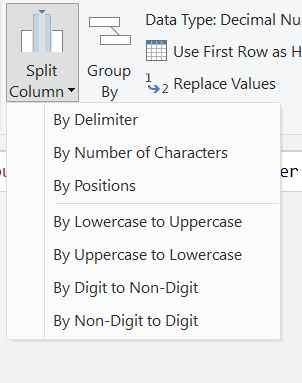 Split
Column
Group
By
Data Type: Decimal Nu
Use First Row as H
1
2
Replace Values
By Delimiter
By Number of Characters
By Positions
By Lowercase to Uppercase
By Uppercase to Lowercase
By Digit to Non-Digit
By Non-Digit to Digit
er